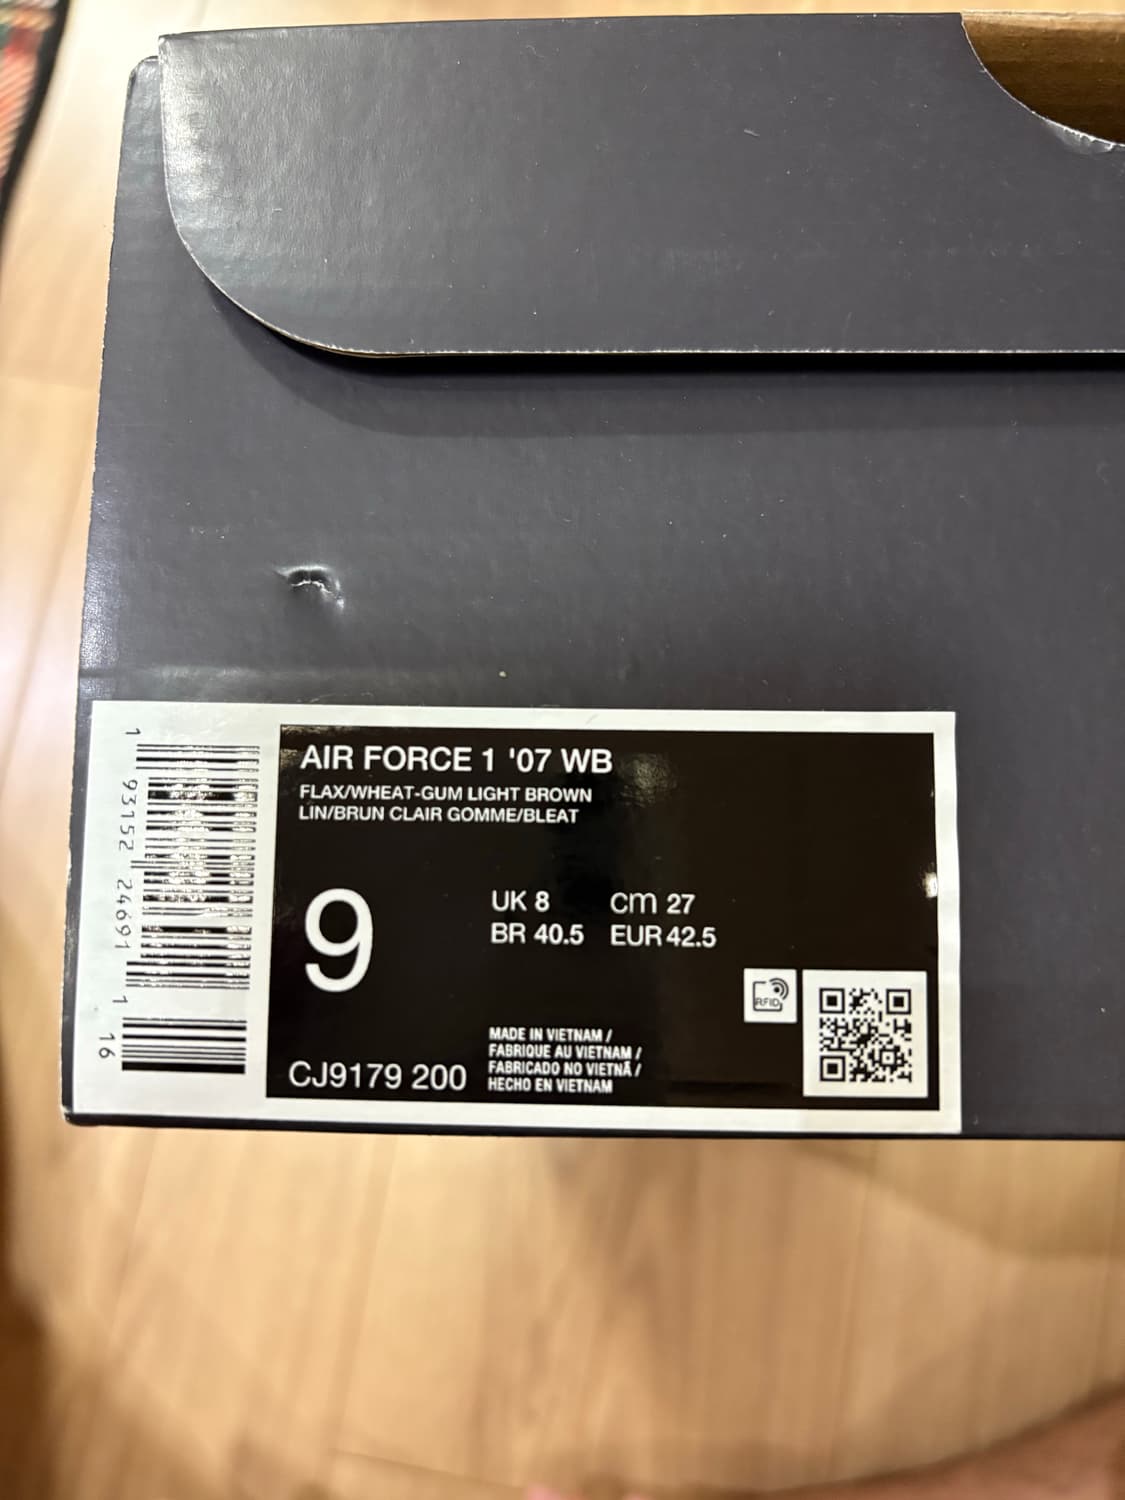 AIR FORCE 1 '07 WB
FLAX/WHEAT-GUM LIGHT BROWN
LIN/BRUN CLAIR GOMME/BLEAT
9
UK 8
cm 27
BR 40.5
EUR 42.5
RFID
MADE IN VIETNAM /
FABRIQUE AU VIETNAM /
FABRICADO NO VIETNÃ /
HECHO EN VIETNAM
CJ9179 200
1 93152 24691 1 16